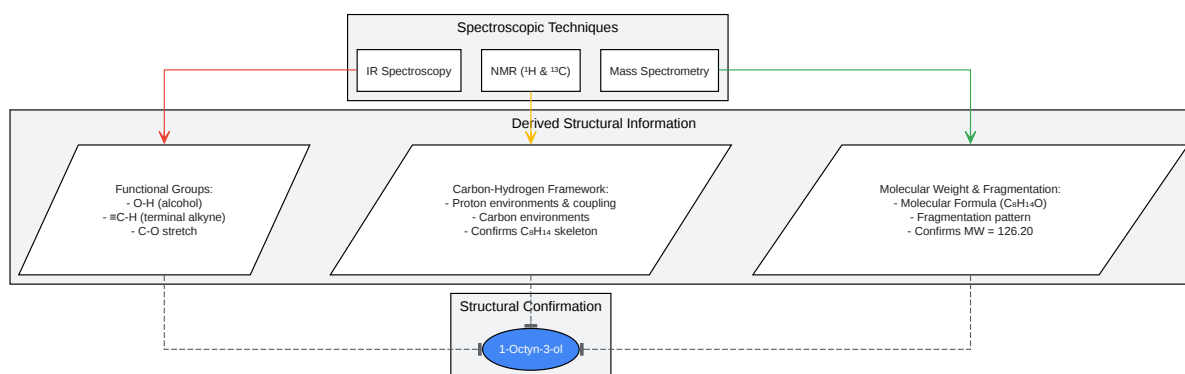 Spectroscopic Techniques
IR Spectroscopy
NMR (¹H & ¹³C)
Mass Spectrometry
Derived Structural Information
Functional Groups:
- O-H (alcohol)
- ≡C-H (terminal alkyne)
- C-O stretch
Carbon-Hydrogen Framework:
- Proton environments & coupling
- Carbon environments
- Confirms C₈H₁₄ skeleton
Molecular Weight & Fragmentation:
- Molecular Formula (C₈H₁₄O)
- Fragmentation pattern
- Confirms MW = 126.20
Structural Confirmation
1-Octyn-3-ol